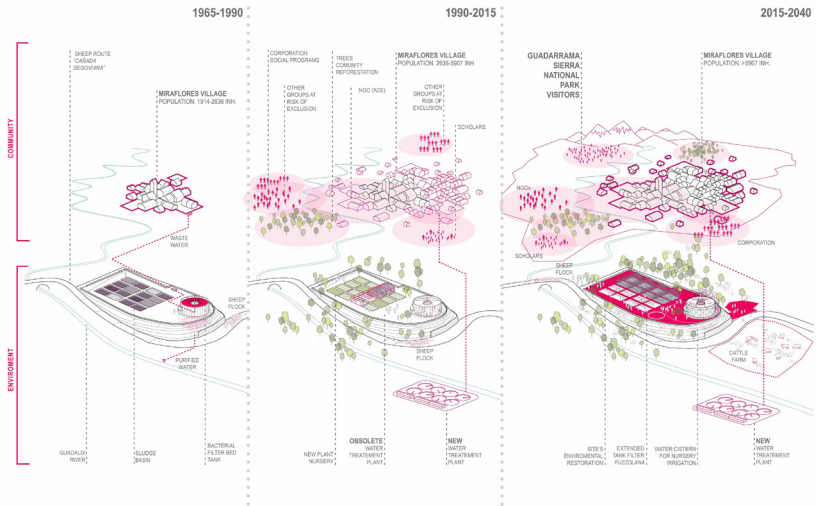 1965-1990
SHEEP ROUTE
"CAÑADA
SEGOVIANA"
MIRAFLORES VILLAGE
POPULATION. 1914-2636 INH.
COMMUNITY
WASTE
WATER
SHEEP
FLOCK
PURIFIED
WATER
ENVIROMENT
GUADALIX
RIVER
SLUDGE
BASIN
BACTERIAL
FILTER BED
TANK
1990-2015
CORPORATION
SOCIAL PROGRAMS
OTHER
GROUPS AT
RISK OF
EXCLUSION
TREES
COMUNITY
REFORESTATION
NGO (ADE)
MIRAFLORES VILLAGE
POPULATION. 2636-5907 INH.
OTHER
GROUPS AT
RISK OF
EXCLUSION
SCHOLARS
SHEEP
FLOCK
NEW PLANT
NURSERY
OBSOLETE
WATER
TREATEMENT
PLANT
NEW
WATER
TREATEMENT
PLANT
2015-2040
GUADARRAMA
SIERRA
NATIONAL
PARK
VISITORS
MIRAFLORES VILLAGE
POPULATION. >5907 INH.
NGOs
SCHOLARS
CORPORATION
SHEEP
FLOCK
CATTLE
FARM
SITE'S
ENVIROMENTAL
RESTORATION
EXTENDED
TANK FILTER
PUZZOLANA
WATER CISTERN
FOR NURSERY
IRRIGATION
NEW
WATER
TREATEMENT
PLANT